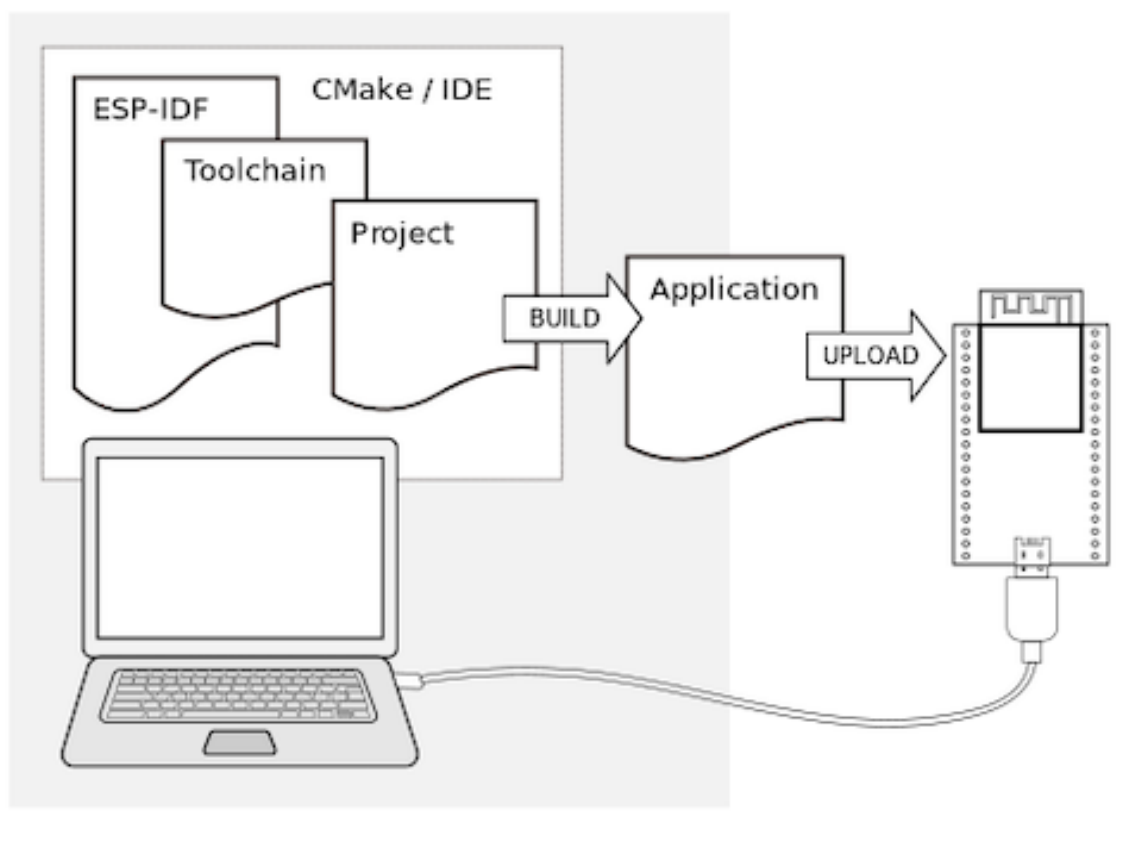 CMake / IDE
ESP-IDF
Toolchain
Project
BUILD
Application
UPLOAD